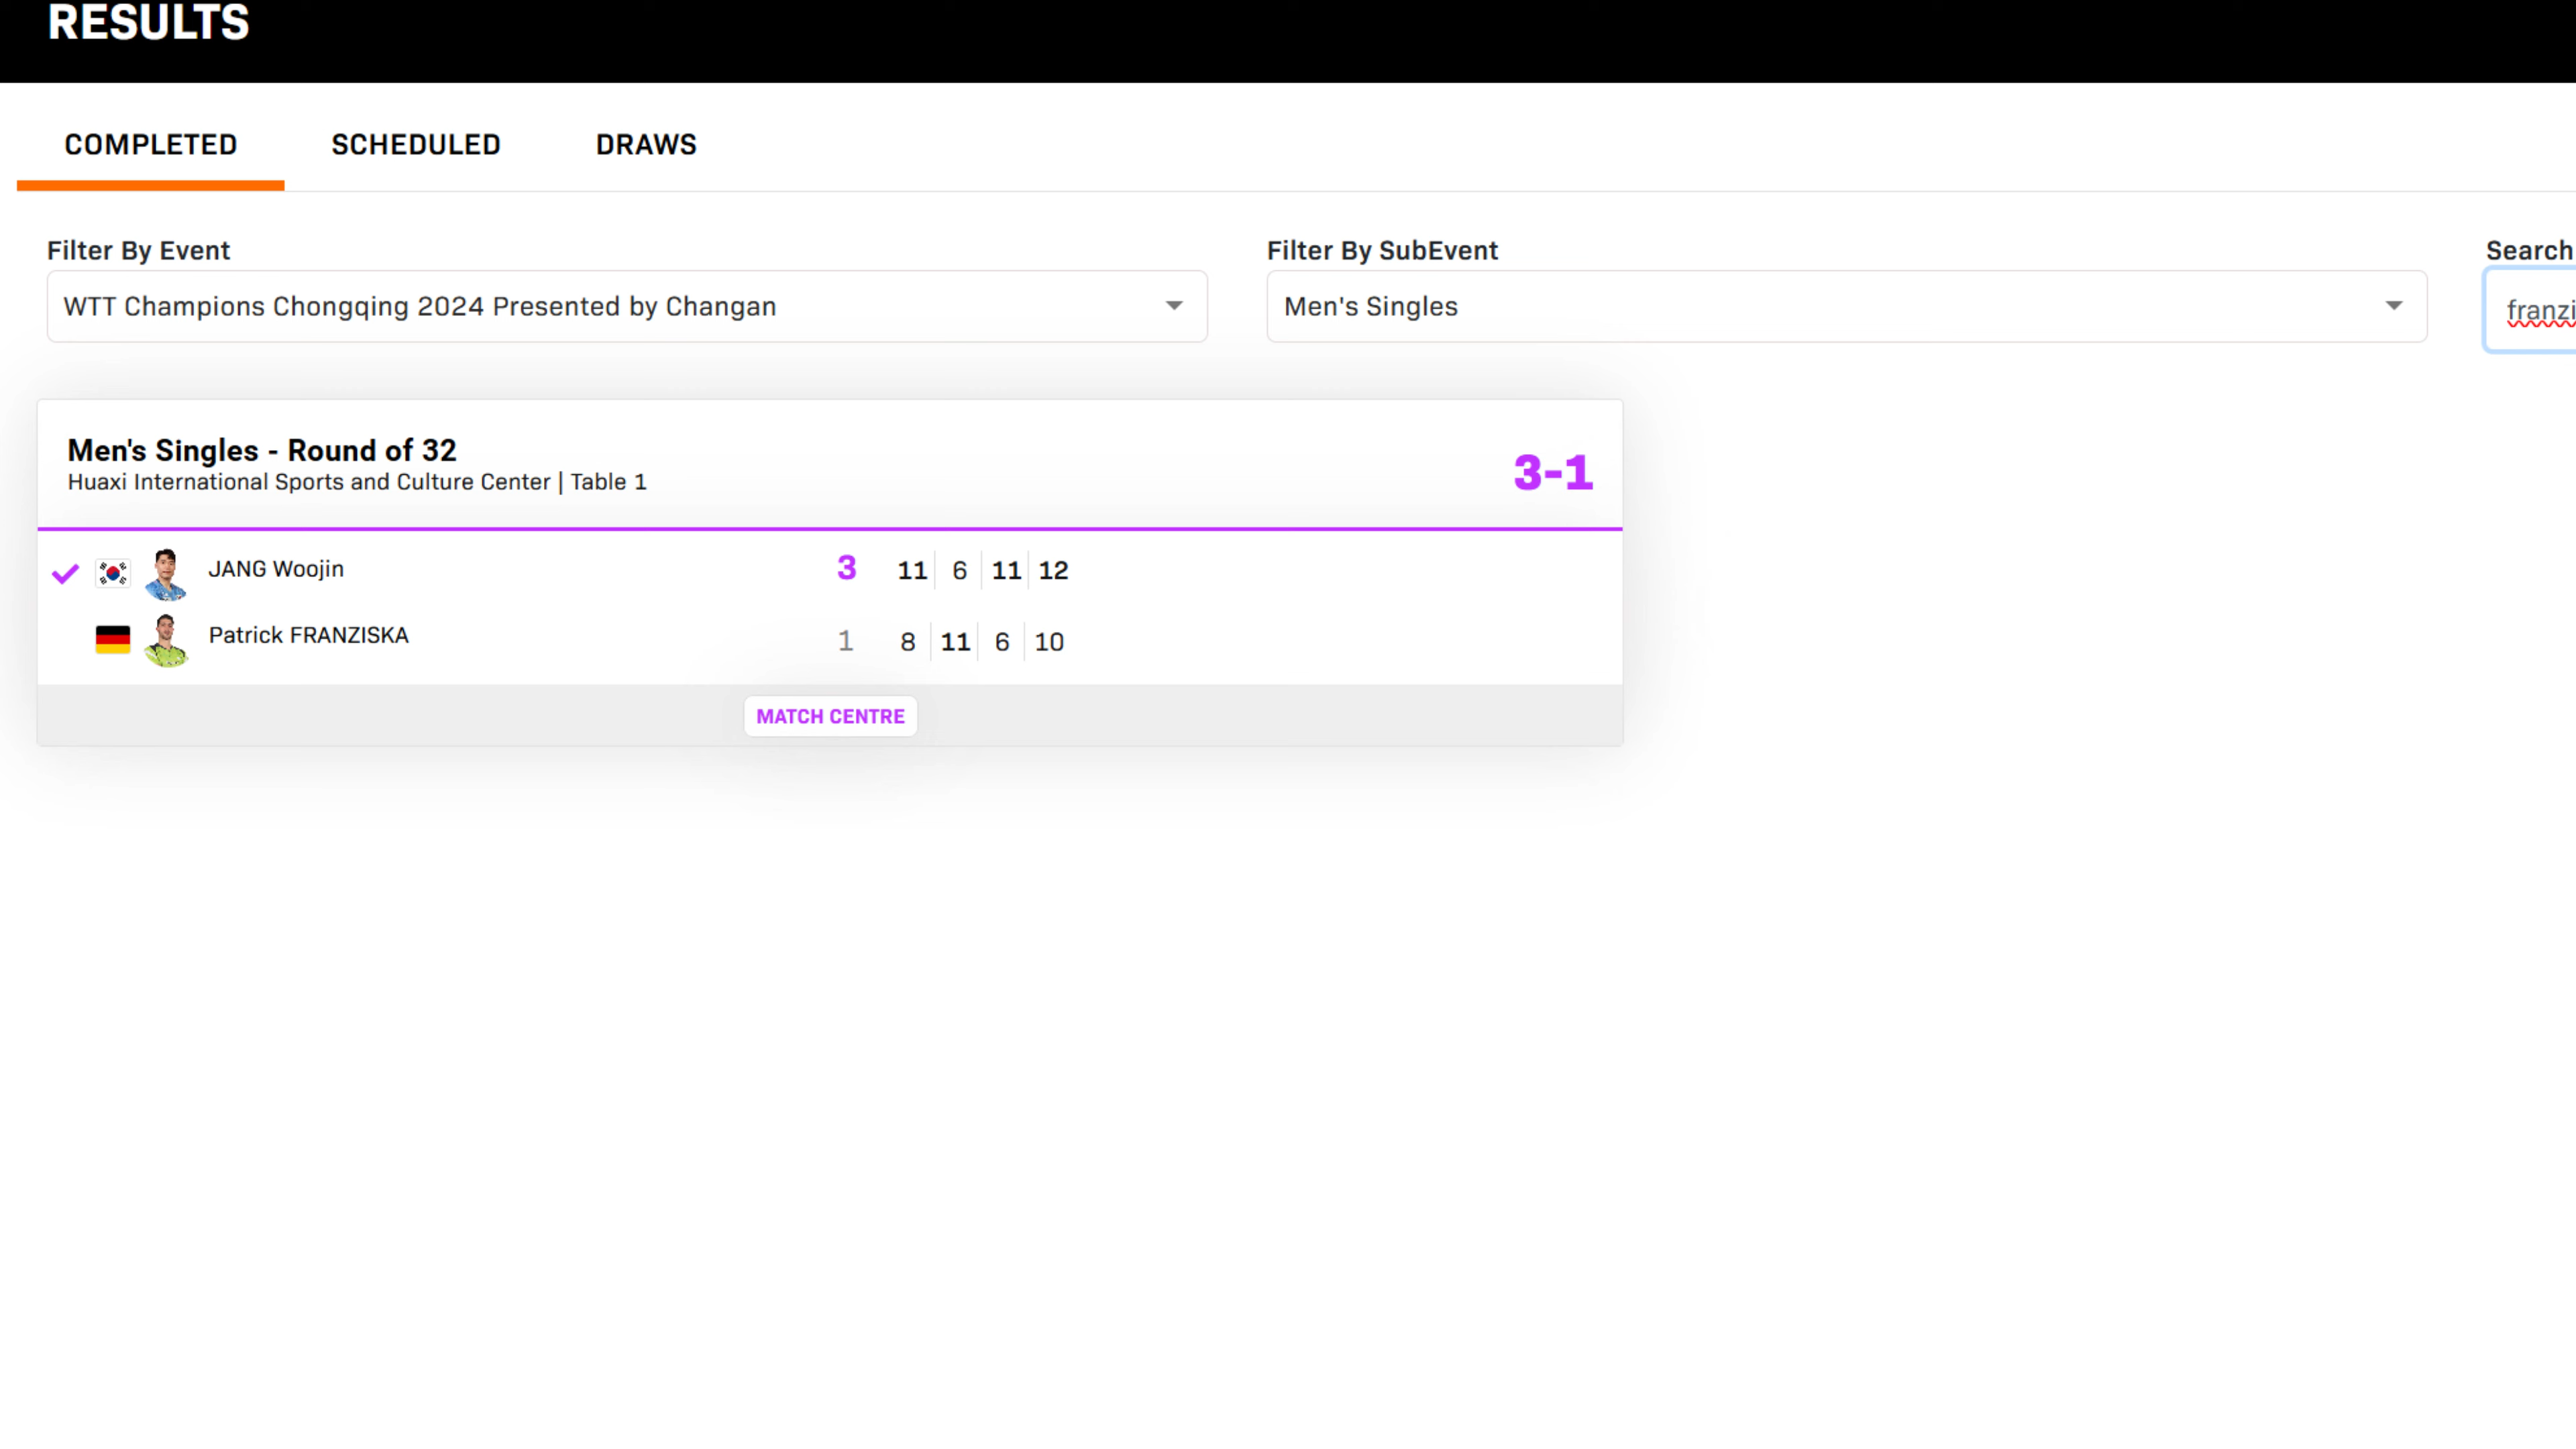 RESULTS
COMPLETED SCHEDULED DRAWS
Filter By Event Filter By SubEvent Search
WTT Champions Chongqing 2024 Presented by Changan Men's Singles franzi
Men's Singles - Round of 32
Huaxi International Sports and Culture Center | Table 1
3-1
JANG Woojin 3 11 6 11 12
Patrick FRANZISKA 1 8 11 6 10
MATCH CENTRE